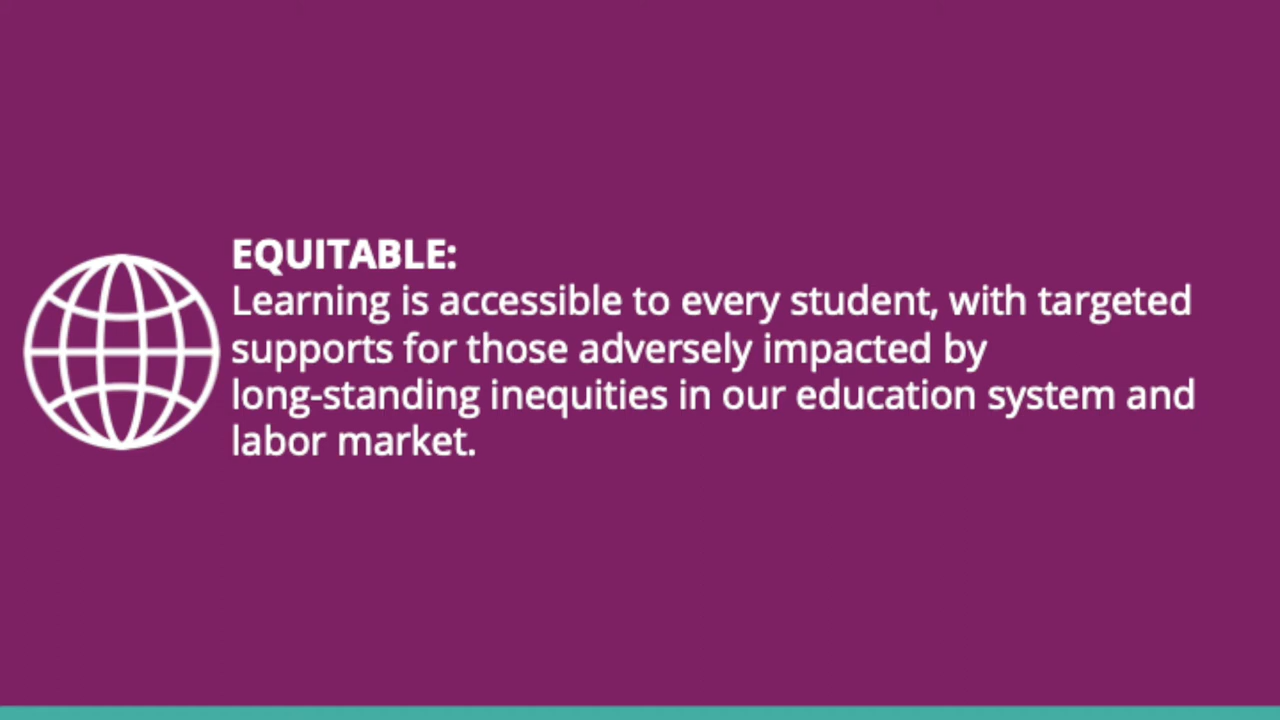 EQUITABLE:
Learning is accessible to every student, with targeted
supports for those adversely impacted by
long-standing inequities in our education system and
labor market.